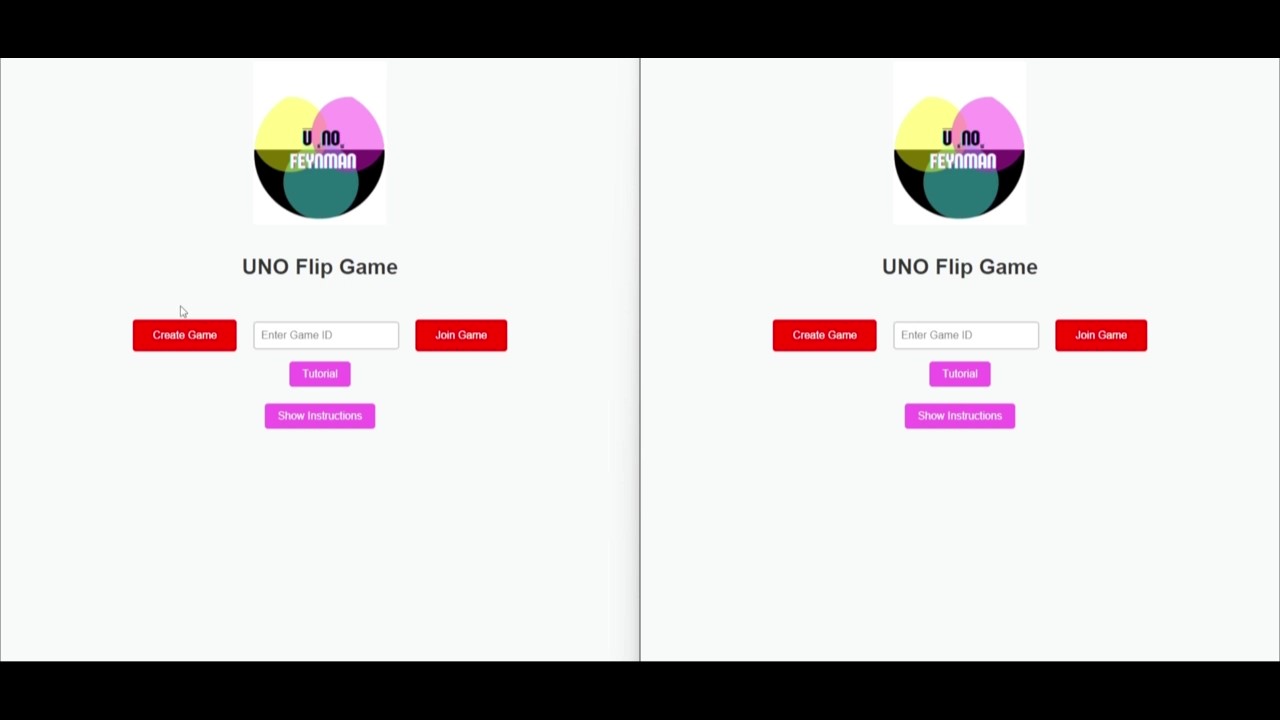 U.NO.
FEYNMAN
UNO Flip Game
Create Game
Enter Game ID
Join Game
Tutorial
Show Instructions
U.NO.
FEYNMAN
UNO Flip Game
Create Game
Enter Game ID
Join Game
Tutorial
Show Instructions